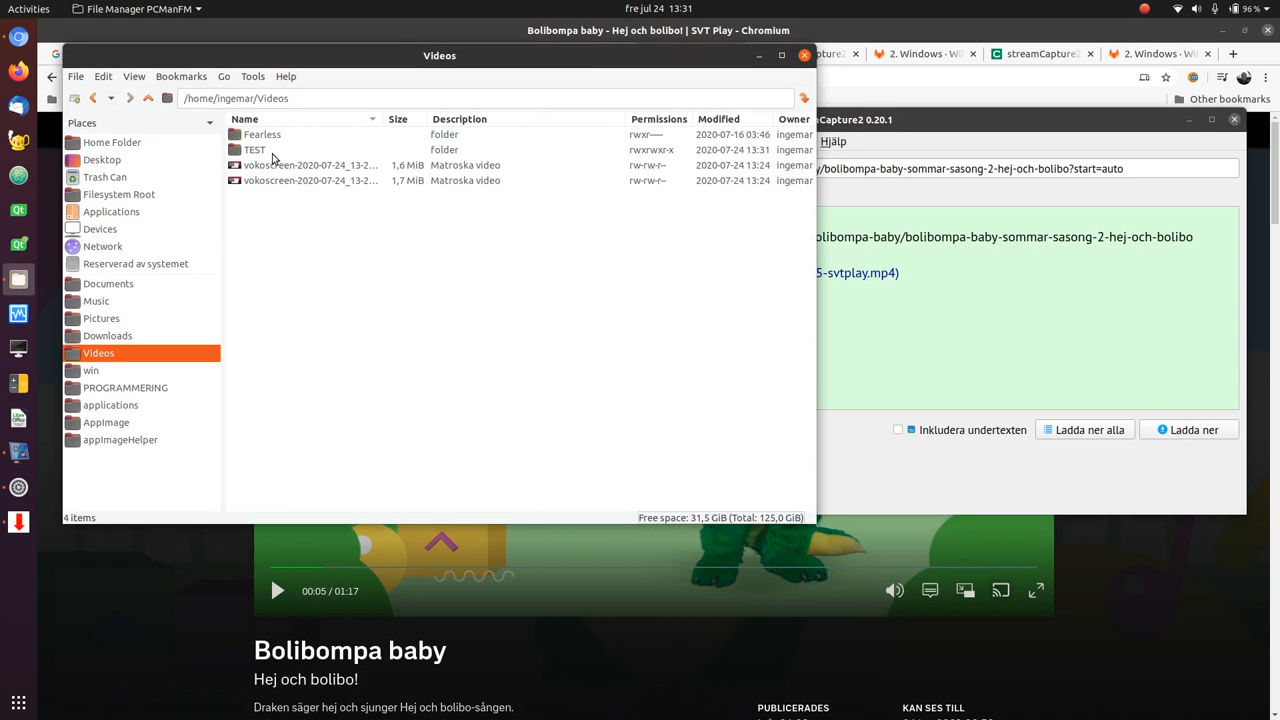 Activities File Manager PCManFM fre jul 24 13:31 96 %
Bolibompa baby - Hej och bolibo! | SVT Play - Chromium
Videos
2. Windows streamCapture2 2. Windows
File Edit View Bookmarks Go Tools Help
/home/ingemar/Videos
Other bookmarks
Places
Home Folder
Desktop
Trash Can
Filesystem Root
Applications
Devices
Network
Reserverad av systemet
Documents
Music
Pictures
Downloads
Videos
win
PROGRAMMERING
applications
AppImage
appImageHelper
Name Size Description Permissions Modified Owner
Fearless folder rwxr----- 2020-07-16 03:46 ingemar
TEST folder rwxrwxr-x 2020-07-24 13:31 ingemar
vokoscreen-2020-07-24_13-2... 1,6 MiB Matroska video rw-rw-r-- 2020-07-24 13:24 ingemar
vokoscreen-2020-07-24_13-2... 1,7 MiB Matroska video rw-rw-r-- 2020-07-24 13:24 ingemar
4 items Free space: 31,5 GiB (Total: 125,0 GiB)
mCapture2 0.20.1
Hjälp
y/bolibompa-baby-sommar-sasong-2-hej-och-bolibo?start=auto
olibompa-baby/bolibompa-baby-sommar-sasong-2-hej-och-bolibo
5-svtplay.mp4)
Inkludera undertexten Ladda ner alla Ladda ner
00:05 / 01:17
Bolibompa baby
Hej och bolibo!
Draken säger hej och sjunger Hej och bolibo-sången.
PUBLICERADES KAN SES TILL